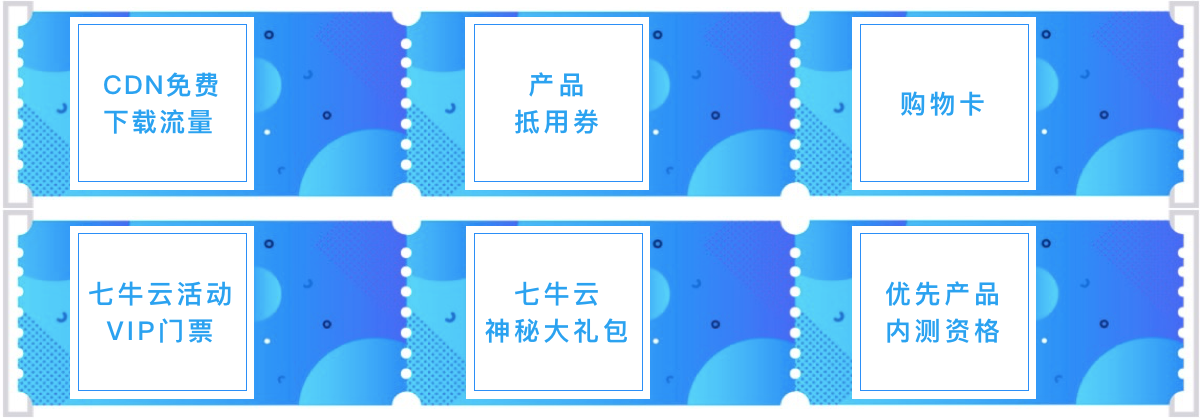 CDN免费
下载流量
产品
抵用券
购物卡
七牛云活动
VIP门票
七牛云
神秘大礼包
优先产品
内测资格